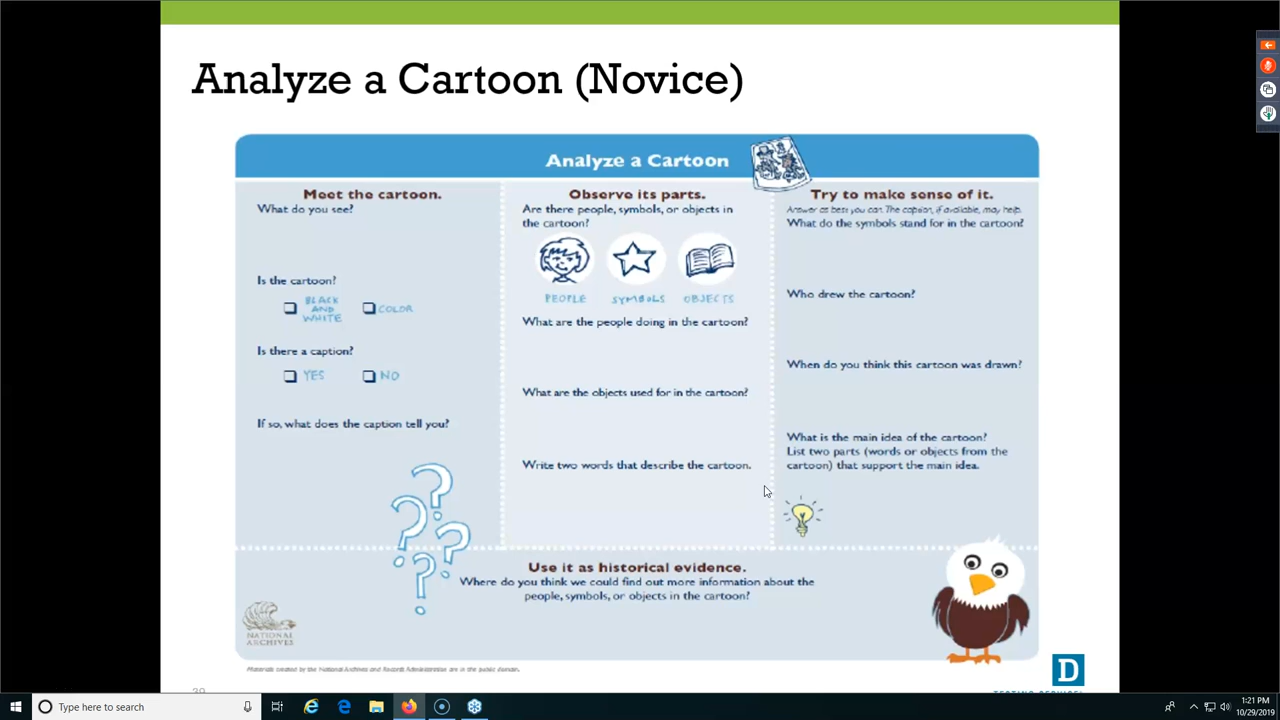 Analyze a Cartoon (Novice)
Analyze a Cartoon
Meet the cartoon.
What do you see?
Is the cartoon?
BLACK
AND
WHITE
COLOR
Is there a caption?
YES
NO
If so, what does the caption tell you?
Observe its parts.
Are there people, symbols, or objects in
the cartoon?
PEOPLE
SYMBOLS
OBJECTS
What are the people doing in the cartoon?
What are the objects used for in the cartoon?
Write two words that describe the cartoon.
Try to make sense of it.
Answer as best you can. The caption, if available, may help.
What do the symbols stand for in the cartoon?
Who drew the cartoon?
When do you think this cartoon was drawn?
What is the main idea of the cartoon?
List two parts (words or objects from the
cartoon) that support the main idea.
Use it as historical evidence.
Where do you think we could find out more information about the
people, symbols, or objects in the cartoon?
NATIONAL
ARCHIVES
Materials created by the National Archives and Records Administration are in the public domain.
D
Type here to search
1:21 PM
10/29/2019